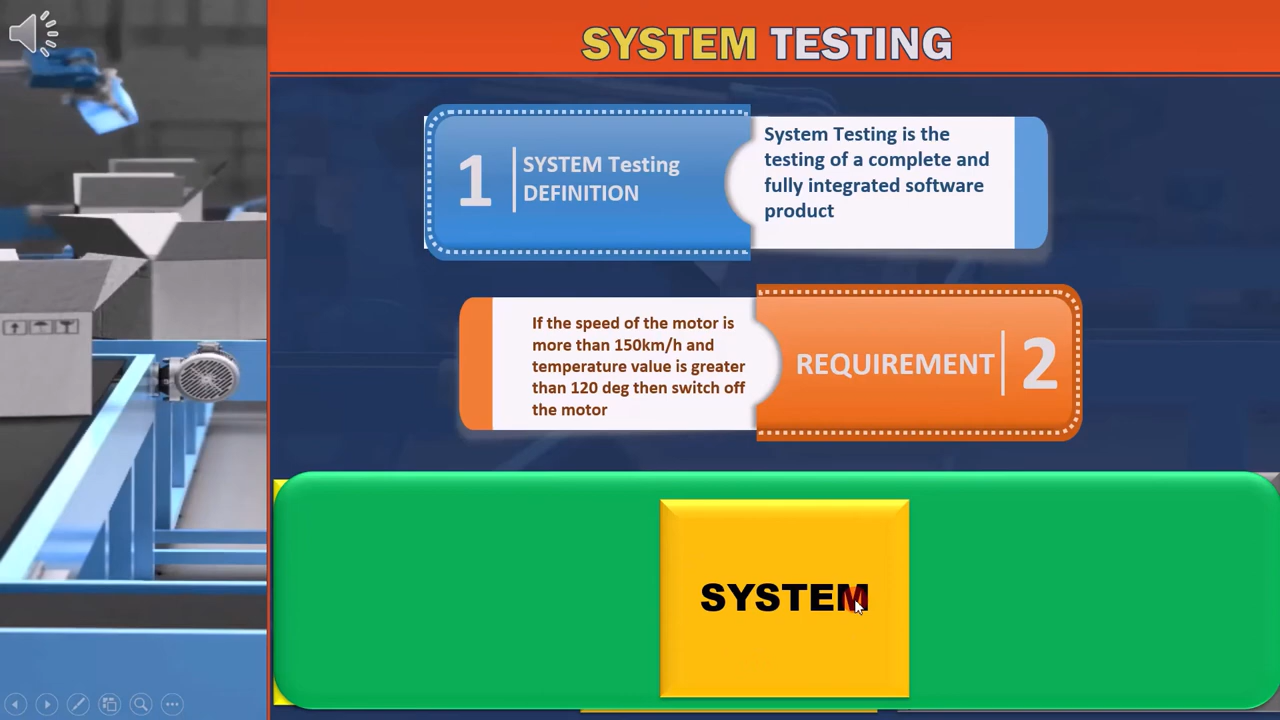 SYSTEM TESTING
1
SYSTEM Testing
DEFINITION
System Testing is the
testing of a complete and
fully integrated software
product
If the speed of the motor is
more than 150km/h and
temperature value is greater
than 120 deg then switch off
the motor
REQUIREMENT
2
SYSTEM